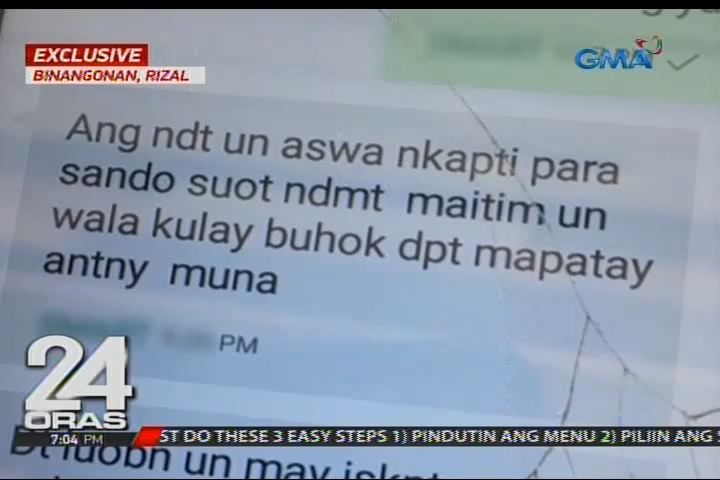 EXCLUSIVE
BINANGONAN, RIZAL
GMA
Ang ndt un aswa nkapti para
sando suot ndmt maitim un
wala kulay buhok dpt mapatay
antny muna
PM
24
ORAS
7:04 PM
ST DO THESE 3 EASY STEPS 1) PINDUTIN ANG MENU 2) PILIIN ANG
un may